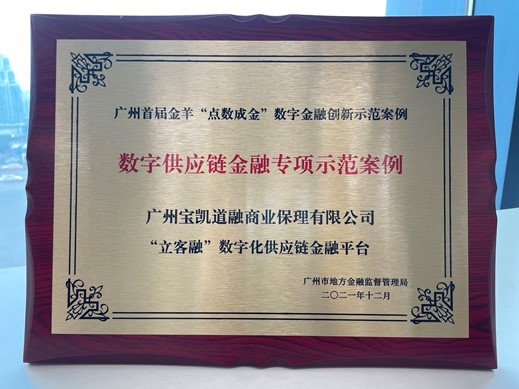 广州首届金羊“点数成金”数字金融创新示范案例
数字供应链金融专项示范案例
广州宝凯道融商业保理有限公司
“立客融”数字化供应链金融平台
广州市地方金融监督管理局
二〇二一年十二月